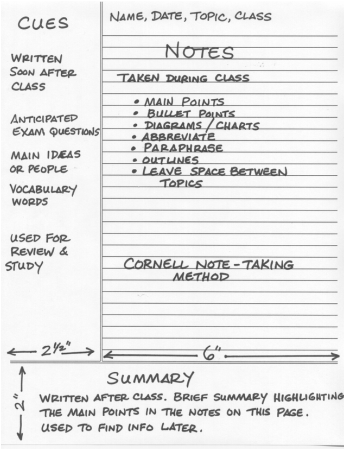 CUES
NAME, DATE, TOPIC, CLASS
NOTES
WRITTEN
SOON AFTER
CLASS
TAKEN DURING CLASS
• MAIN POINTS
• BULLET POINTS
• DIAGRAMS / CHARTS
• ABBREVIATE
• PARAPHRASE
• OUTLINES
• LEAVE SPACE BETWEEN
TOPICS
ANTICIPATED
EXAM QUESTIONS
MAIN IDEAS
OR PEOPLE
VOCABULARY
WORDS
USED FOR
REVIEW &
STUDY
CORNELL NOTE-TAKING
METHOD
2 1/2"
6"
2"
SUMMARY
WRITTEN AFTER CLASS. BRIEF SUMMARY HIGHLIGHTING
THE MAIN POINTS IN THE NOTES ON THIS PAGE.
USED TO FIND INFO LATER.